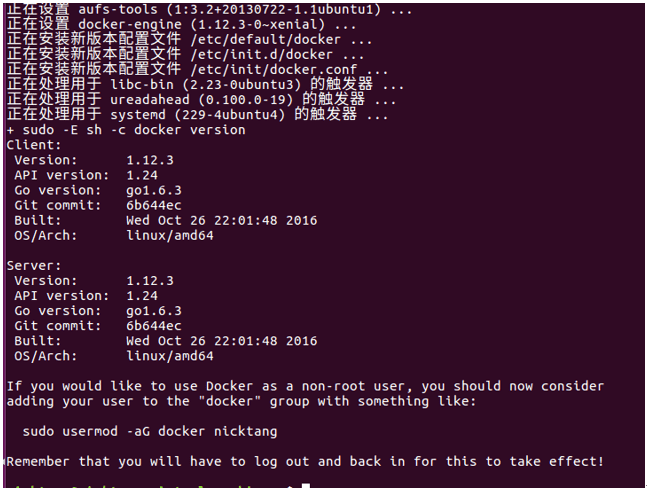 正在设置 aufs-tools (1:3.2+20130722-1.1ubuntu1) ...
正在设置 docker-engine (1.12.3-0~xenial) ...
正在安装新版本配置文件 /etc/default/docker ...
正在安装新版本配置文件 /etc/init.d/docker ...
正在安装新版本配置文件 /etc/init/docker.conf ...
正在处理用于 libc-bin (2.23-0ubuntu3) 的触发器 ...
正在处理用于 ureadahead (0.100.0-19) 的触发器 ...
正在处理用于 systemd (229-4ubuntu4) 的触发器 ...
+ sudo -E sh -c docker version
Client:
 Version:      1.12.3
 API version:  1.24
 Go version:   go1.6.3
 Git commit:   6b644ec
 Built:        Wed Oct 26 22:01:48 2016
 OS/Arch:      linux/amd64

Server:
 Version:      1.12.3
 API version:  1.24
 Go version:   go1.6.3
 Git commit:   6b644ec
 Built:        Wed Oct 26 22:01:48 2016
 OS/Arch:      linux/amd64

If you would like to use Docker as a non-root user, you should now consider
adding your user to the "docker" group with something like:

  sudo usermod -aG docker nicktang

Remember that you will have to log out and back in for this to take effect!